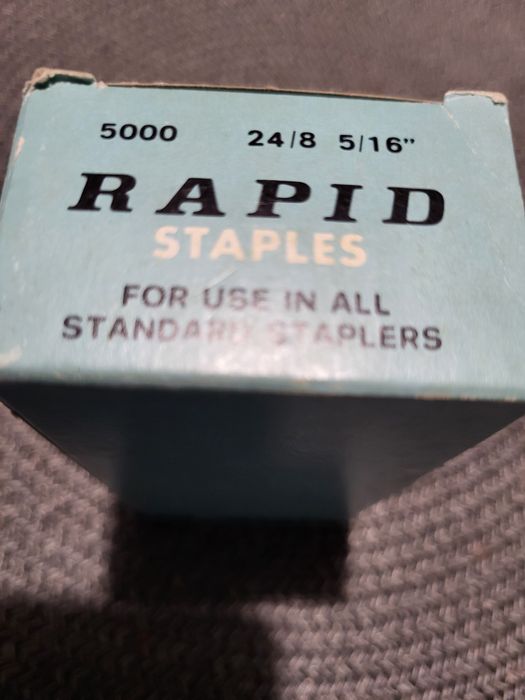 5000 24/8 5/16”
RAPID
STAPLES
FOR USE IN ALL
STANDARD STAPLERS